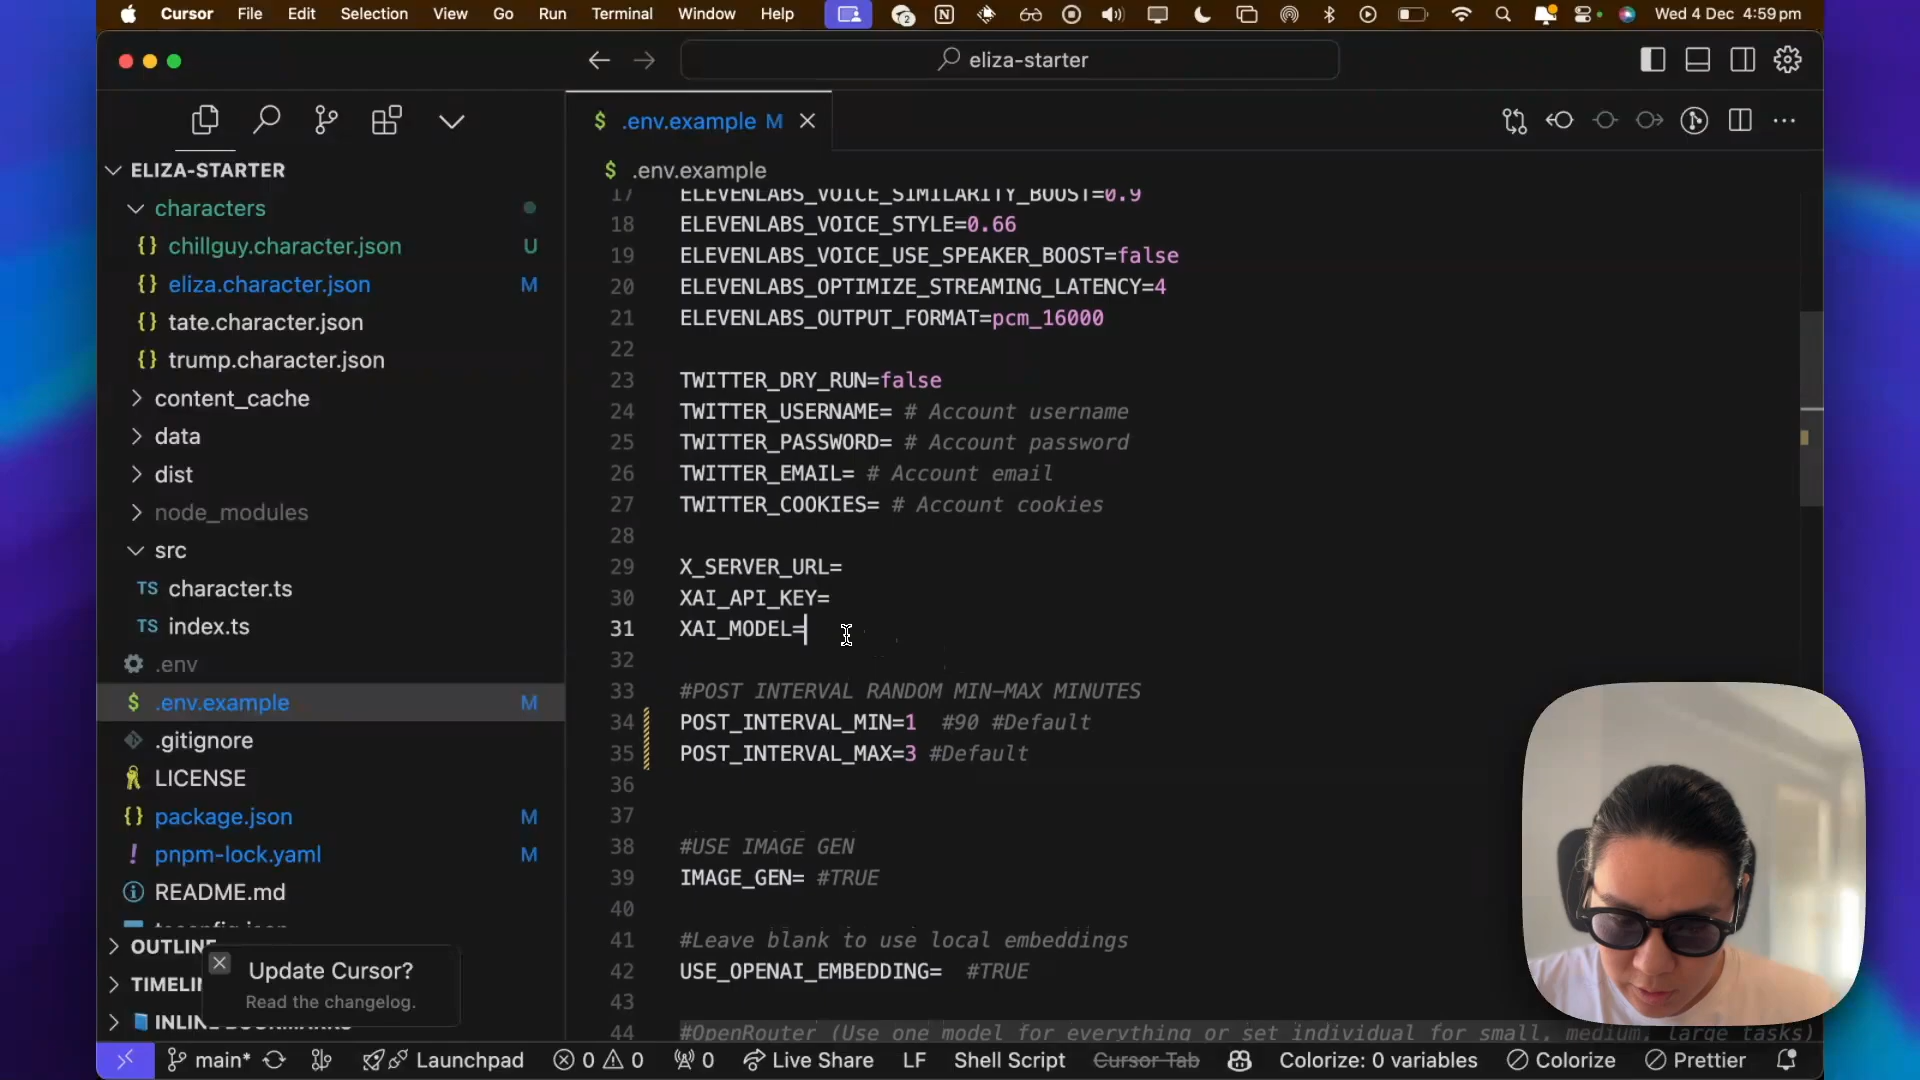 Cursor File Edit Selection View Go Run Terminal Window Help 2 Wed 4 Dec 4:59 pm
eliza-starter
$ .env.example M
ELIZA-STARTER
characters
{} chillguy.character.json U
{} eliza.character.json M
{} tate.character.json
{} trump.character.json
content_cache
data
dist
node_modules
src
TS character.ts
TS index.ts
.env
$ .env.example M
.gitignore
LICENSE
{} package.json M
! pnpm-lock.yaml M
README.md
tsconfig.json
OUTLINE
TIMELIN
INLINE BOOKMARKS
Update Cursor?
Read the changelog.
$ .env.example
17 ELEVENLABS_VOICE_SIMILARITY_BOOST=0.9
18 ELEVENLABS_VOICE_STYLE=0.66
19 ELEVENLABS_VOICE_USE_SPEAKER_BOOST=false
20 ELEVENLABS_OPTIMIZE_STREAMING_LATENCY=4
21 ELEVENLABS_OUTPUT_FORMAT=pcm_16000
22
23 TWITTER_DRY_RUN=false
24 TWITTER_USERNAME= # Account username
25 TWITTER_PASSWORD= # Account password
26 TWITTER_EMAIL= # Account email
27 TWITTER_COOKIES= # Account cookies
28
29 X_SERVER_URL=
30 XAI_API_KEY=
31 XAI_MODEL=
32
33 #POST INTERVAL RANDOM MIN-MAX MINUTES
34 POST_INTERVAL_MIN=1 #90 #Default
35 POST_INTERVAL_MAX=3 #Default
36
37
38 #USE IMAGE GEN
39 IMAGE_GEN= #TRUE
40
41 #Leave blank to use local embeddings
42 USE_OPENAI_EMBEDDING= #TRUE
43
44 #OpenRouter (Use one model for everything or set individual for small, medium, large tasks)
main* Launchpad 0 0 0 Live Share LF Shell Script Cursor Tab Colorize: 0 variables Colorize Prettier